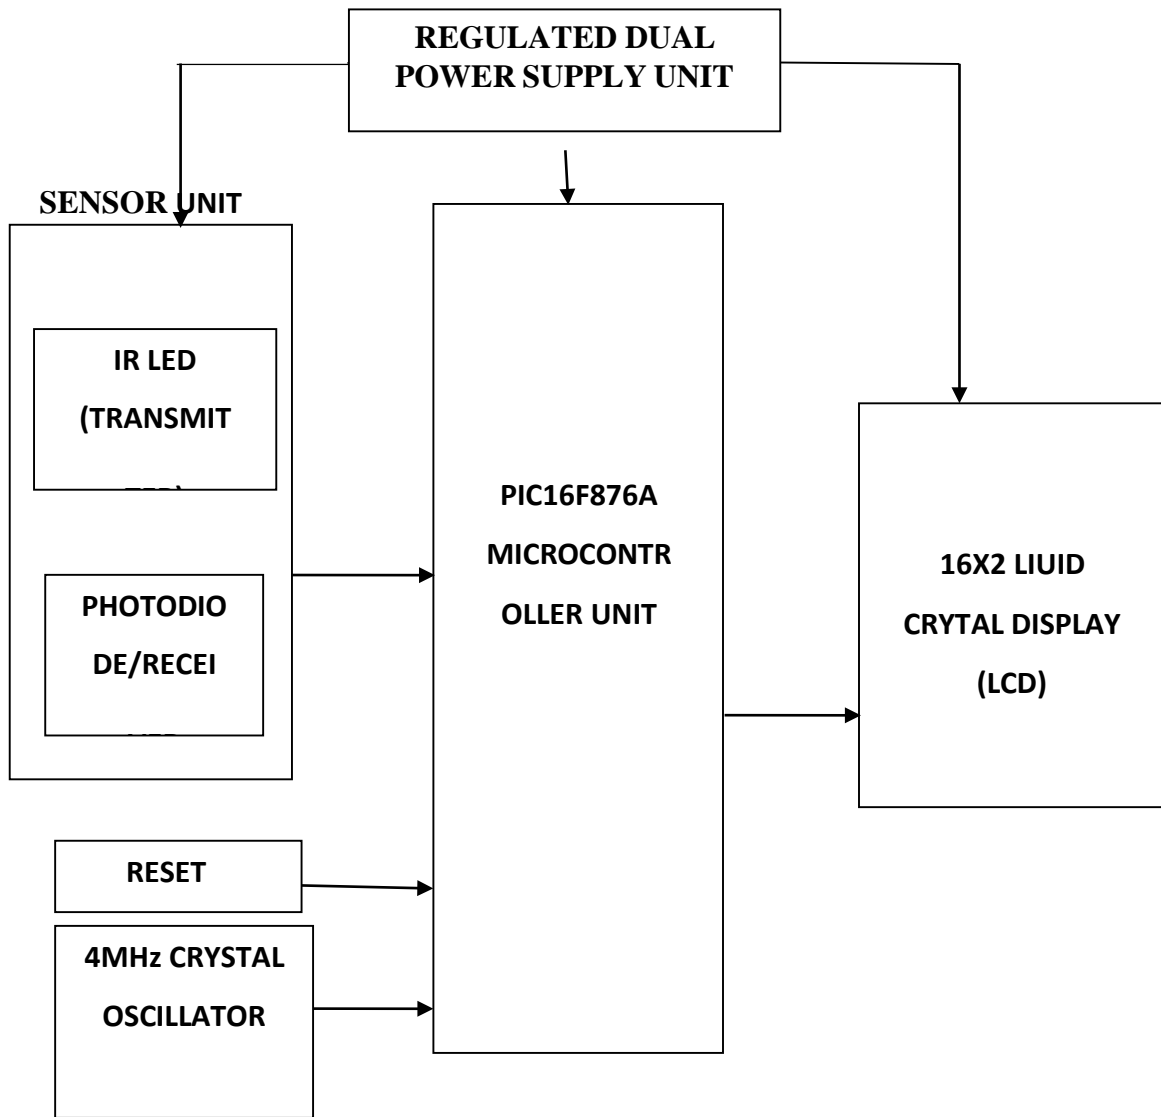 REGULATED DUAL
POWER SUPPLY UNIT
SENSOR UNIT
IR LED
(TRANSMIT
PHOTODIO
DE/RECEI
PIC16F876A
MICROCONTR
OLLER UNIT
16X2 LIUID
CRYTAL DISPLAY
(LCD)
RESET
4MHz CRYSTAL
OSCILLATOR